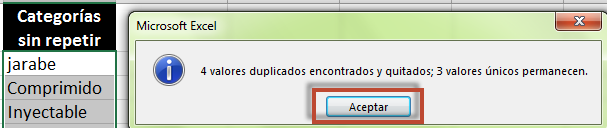 Categorías
sin repetir
jarabe
Comprimido
Inyectable
Microsoft Excel
4 valores duplicados encontrados y quitados; 3 valores únicos permanecen.
Aceptar